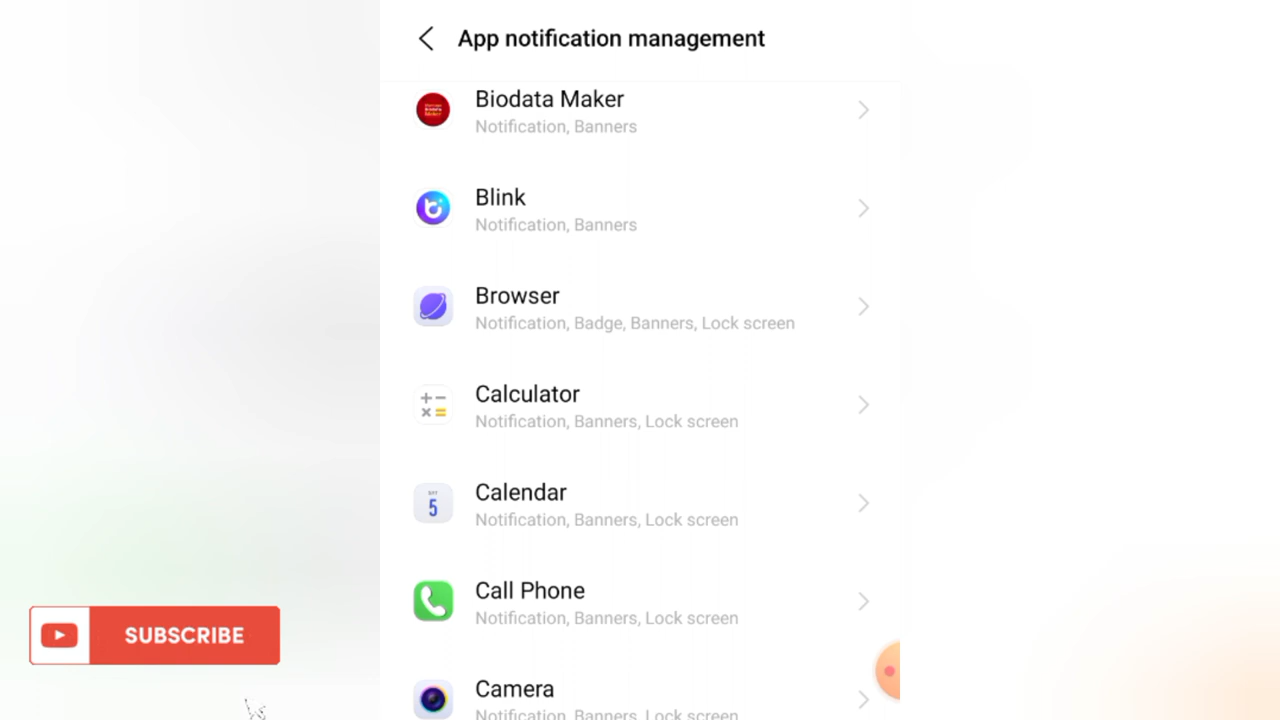 App notification management
Biodata Maker
Notification, Banners
Blink
Notification, Banners
Browser
Notification, Badge, Banners, Lock screen
Calculator
Notification, Banners, Lock screen
Calendar
5
Notification, Banners, Lock screen
Call Phone
Notification, Banners, Lock screen
SUBSCRIBE
Camera
Notification, Banners, Lock screen